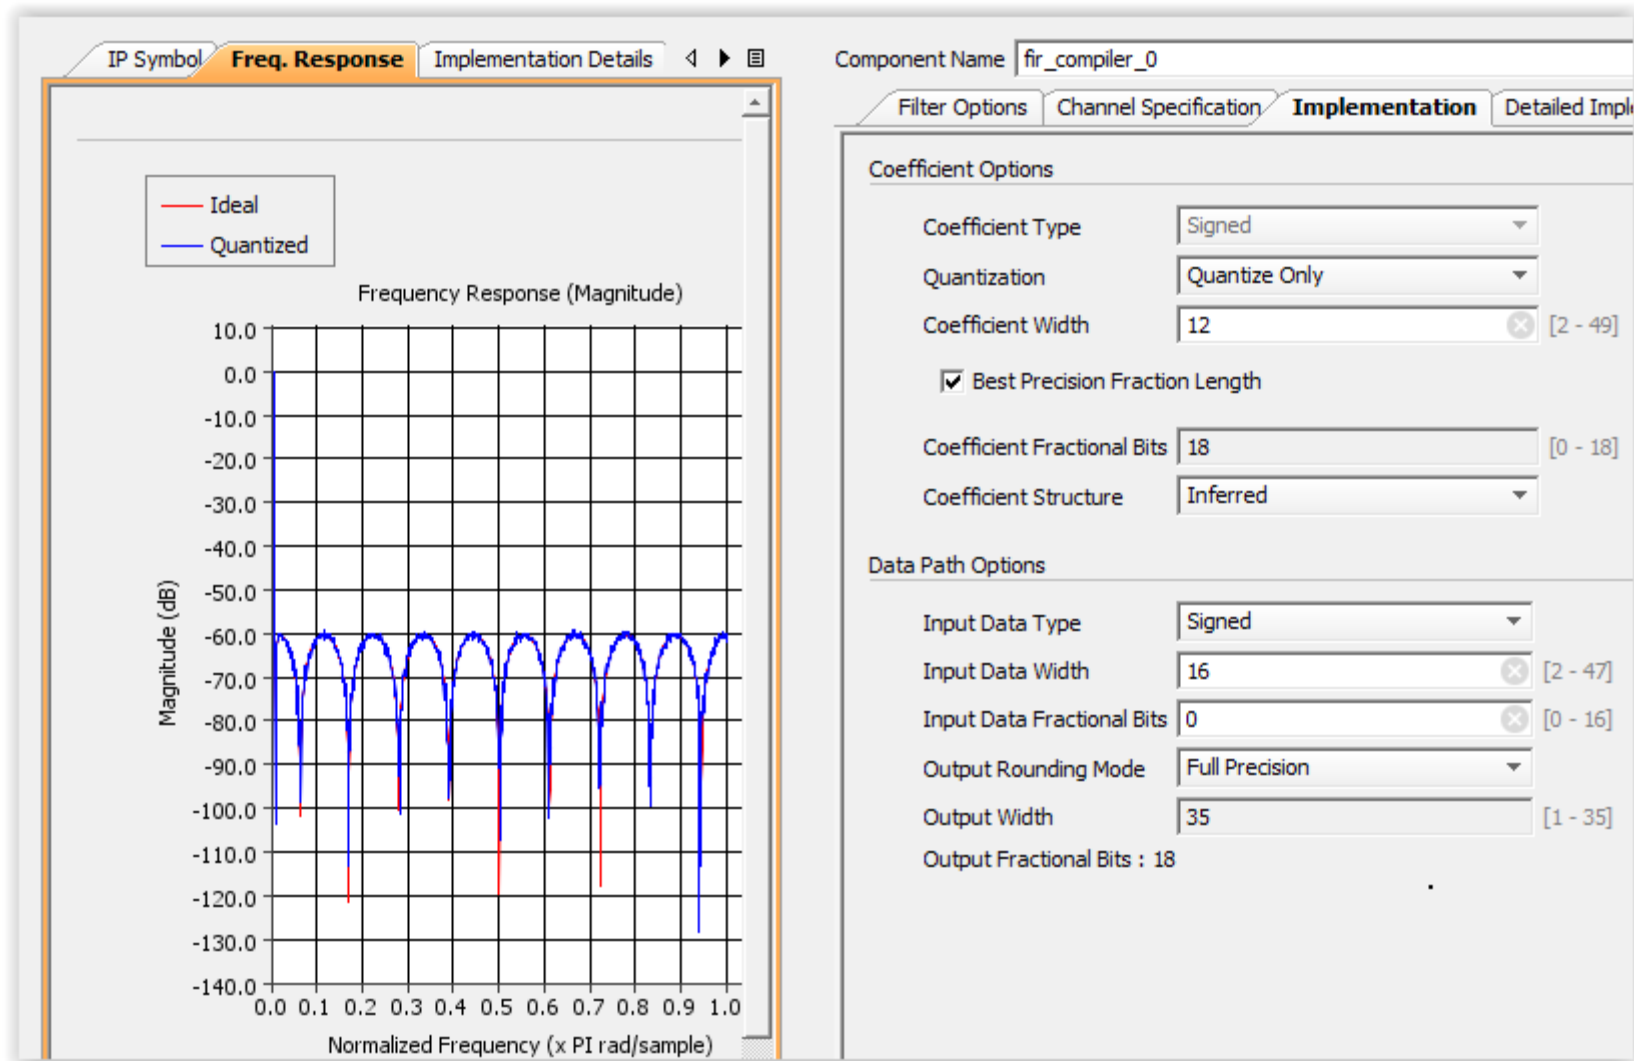 IP Symbol Freq. Response Implementation Details
Ideal
Quantized
Frequency Response (Magnitude)
10.0
0.0
-10.0
-20.0
-30.0
-40.0
-50.0
-60.0
-70.0
-80.0
-90.0
-100.0
-110.0
-120.0
-130.0
-140.0
Magnitude (dB)
0.0 0.1 0.2 0.3 0.4 0.5 0.6 0.7 0.8 0.9 1.0
Normalized Frequency (x PI rad/sample)
Component Name fir_compiler_0
Filter Options Channel Specification Implementation Detailed Impl
Coefficient Options
Coefficient Type Signed
Quantization Quantize Only
Coefficient Width 12 [2 - 49]
Best Precision Fraction Length
Coefficient Fractional Bits 18 [0 - 18]
Coefficient Structure Inferred
Data Path Options
Input Data Type Signed
Input Data Width 16 [2 - 47]
Input Data Fractional Bits 0 [0 - 16]
Output Rounding Mode Full Precision
Output Width 35 [1 - 35]
Output Fractional Bits : 18